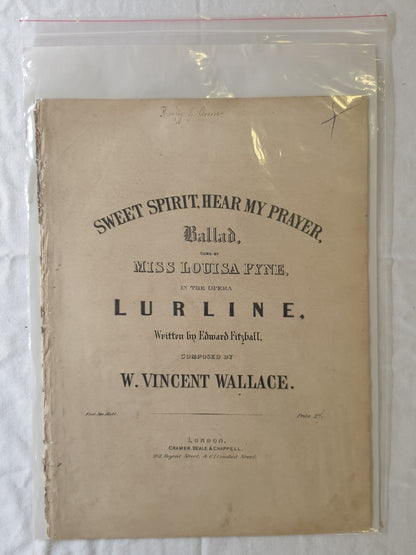 SWEET SPIRIT, HEAR MY PRAYER,
Ballad,
SUNG BY
MISS LOUISA PYNE,
IN THE OPERA
LURLINE,
Written by Edward Fitzball,
COMPOSED BY
W. VINCENT WALLACE.
Price 2/
London,
CRAMER, BEALE & CHAPPELL.
201, Regent Street, & 67, Conduit Street.